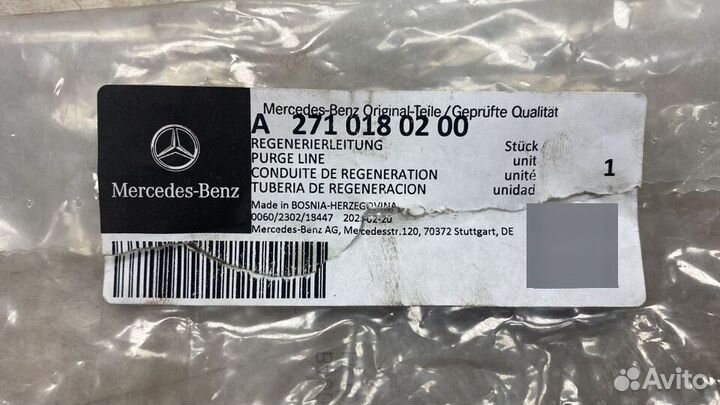 Mercedes-Benz Original-Teile/Geprüfte Qualität
A 271 018 02 00
REGENERIERLEITUNG
PURGE LINE
CONDUITE DE REGENERATION
TUBERIA DE REGENERACION
Stück
unit
unité
unidad
1
Mercedes-Benz
Made in BOSNIA-HERZEGOVINA
0060/2302/18447
Mercedes-Benz AG, Mercedesstr.120, 70372 Stuttgart, DE
Avito